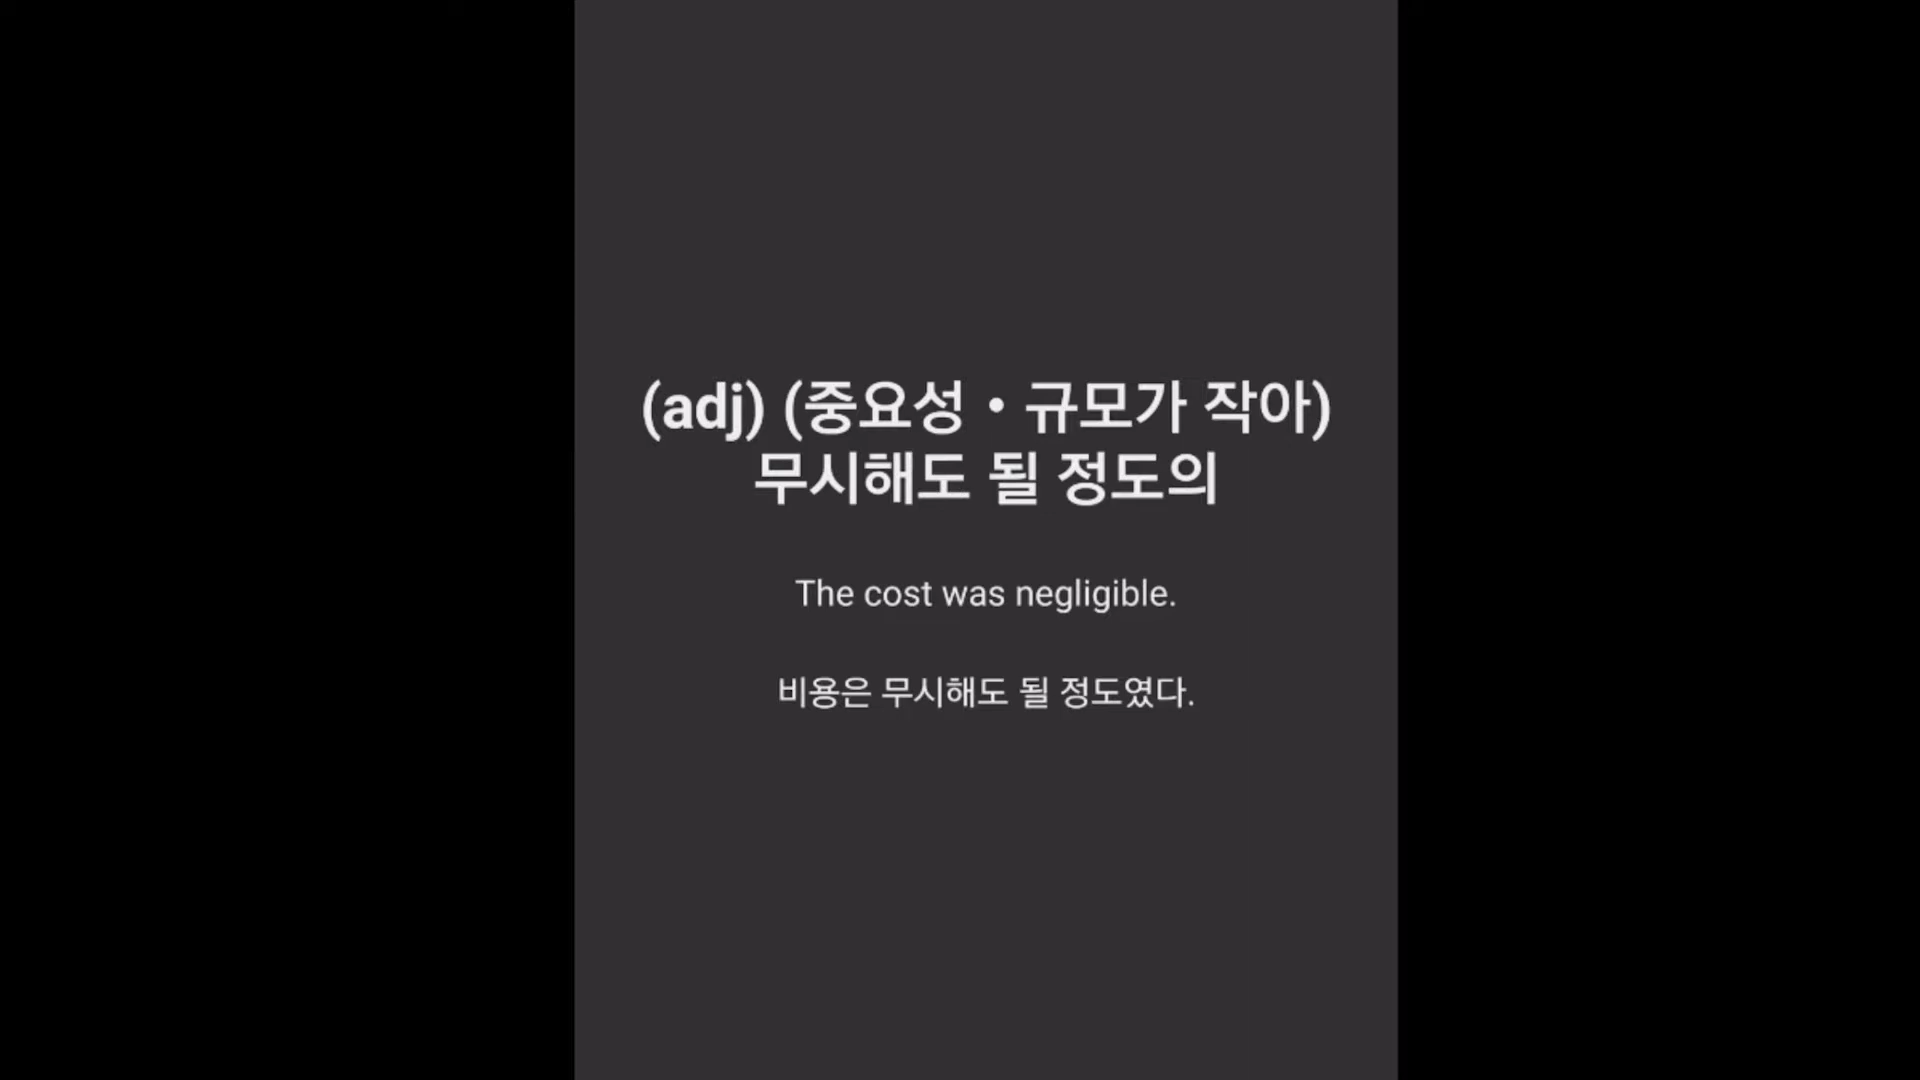 (adj) (중요성・규모가 작아)
무시해도 될 정도의
The cost was negligible.
비용은 무시해도 될 정도였다.